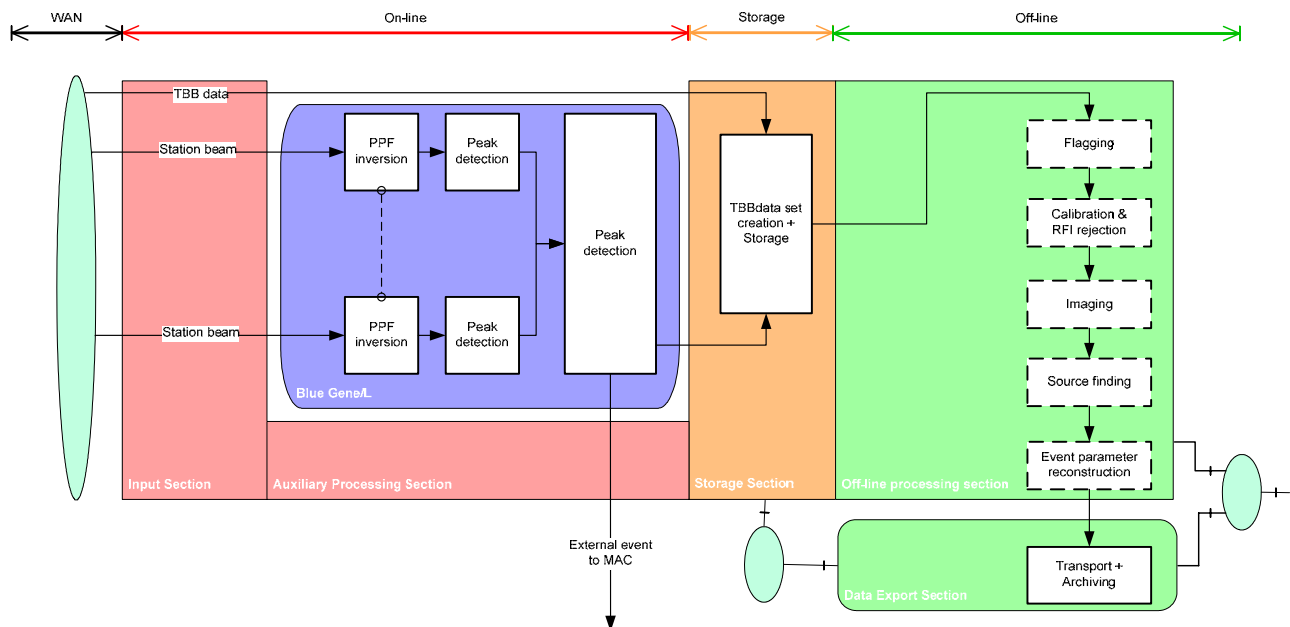 WAN
On-line
Storage
Off-line
TBB data
Station beam
PPF
inversion
Peak
detection
Peak
detection
TBBdata set
creation +
Storage
Flagging
Calibration &
RFI rejection
Imaging
Station beam
PPF
inversion
Peak
detection
Source finding
Blue Gene/L
Event parameter
reconstruction
Input Section
Auxiliary Processing Section
Storage Section
Off-line processing section
External event
to MAC
Transport +
Archiving
Data Export Section